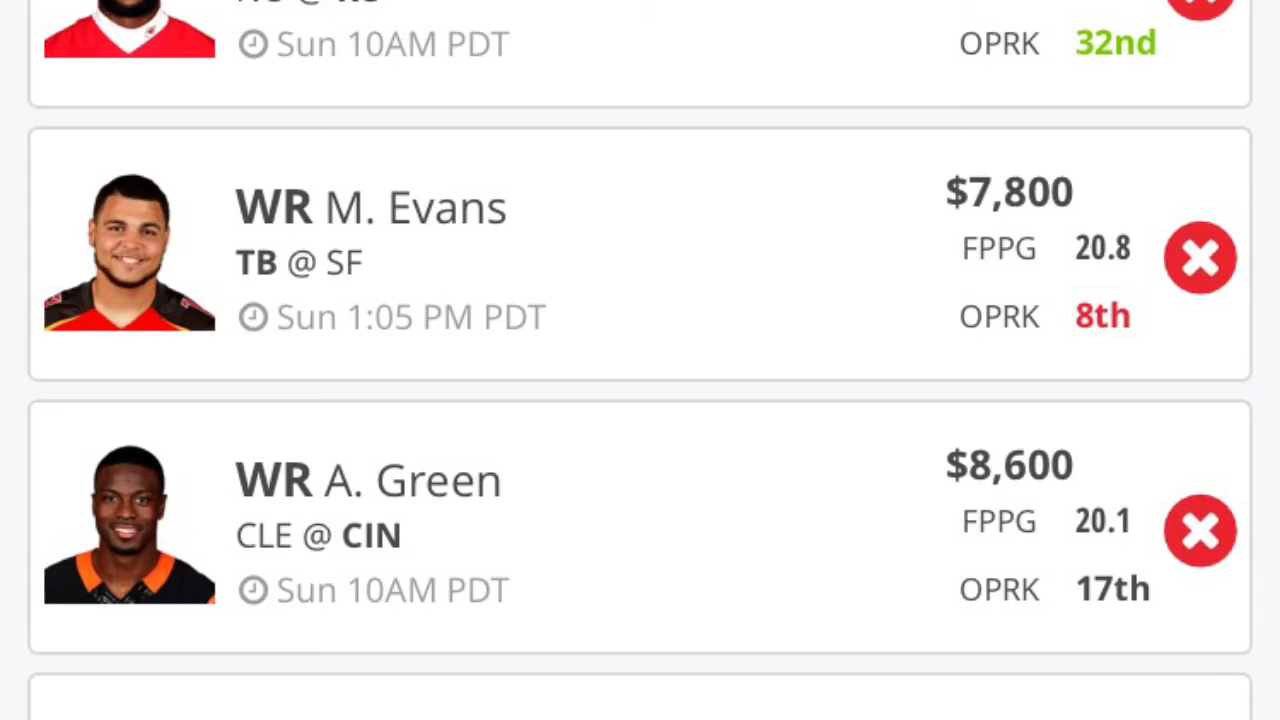 Sun 10AM PDT
OPRK 32nd
WR M. Evans
$7,800
TB @ SF
FPPG 20.8
Sun 1:05 PM PDT
OPRK 8th
WR A. Green
$8,600
CLE @ CIN
FPPG 20.1
Sun 10AM PDT
OPRK 17th